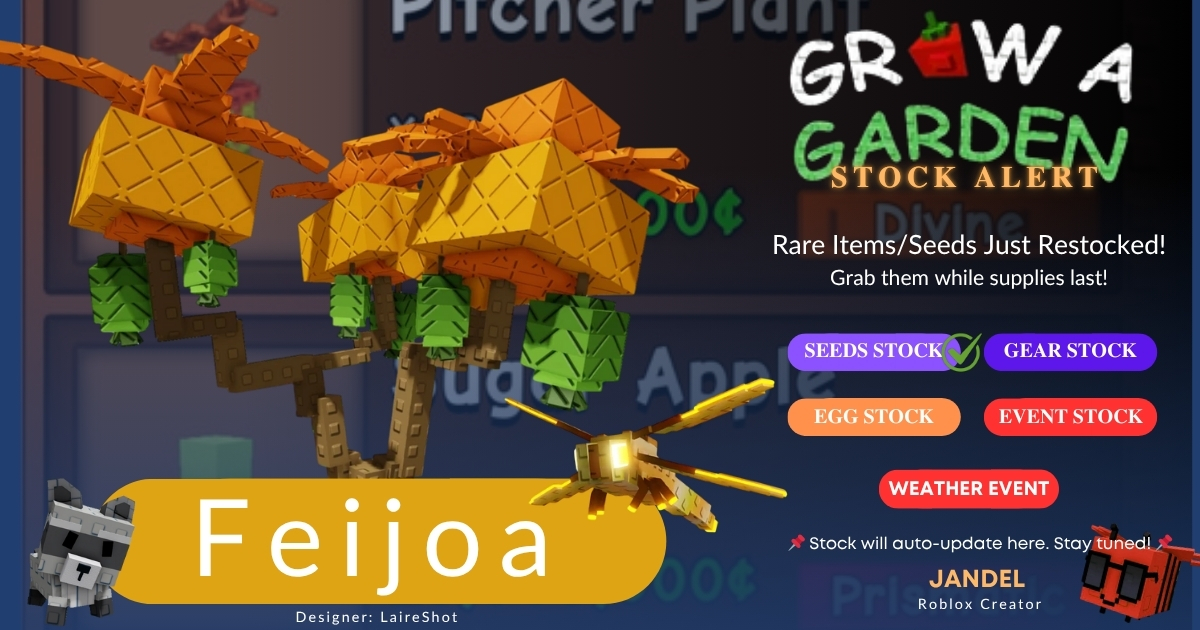 Pitcher Plant
GROW A
GARDEN
STOCK ALERT
00¢
Divine
Rare Items/Seeds Just Restocked!
Grab them while supplies last!
SEEDS STOCK
GEAR STOCK
Apple
EGG STOCK
EVENT STOCK
WEATHER EVENT
Feijoa
📌 Stock will auto-update here. Stay tuned! 📌
JANDEL
Roblox Creator
Designer: LaireShot